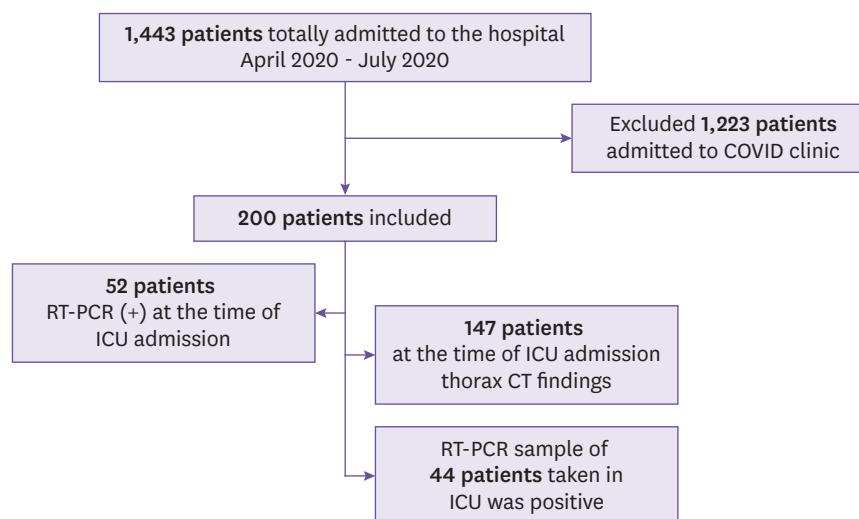 1,443 patients totally admitted to the hospital
April 2020 - July 2020
Excluded 1,223 patients
admitted to COVID clinic
200 patients included
52 patients
RT-PCR (+) at the time of
ICU admission
147 patients
at the time of ICU admission
thorax CT findings
RT-PCR sample of
44 patients taken in
ICU was positive